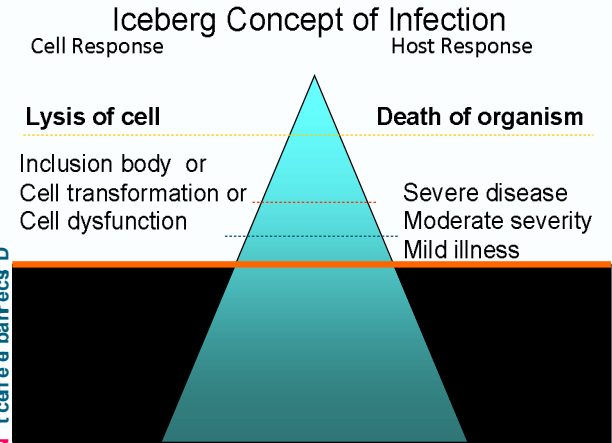 Iceberg Concept of Infection
Cell Response
Host Response
Lysis of cell
Death of organism
Inclusion body or
Cell transformation or
Cell dysfunction
Severe disease
Moderate severity
Mild illness